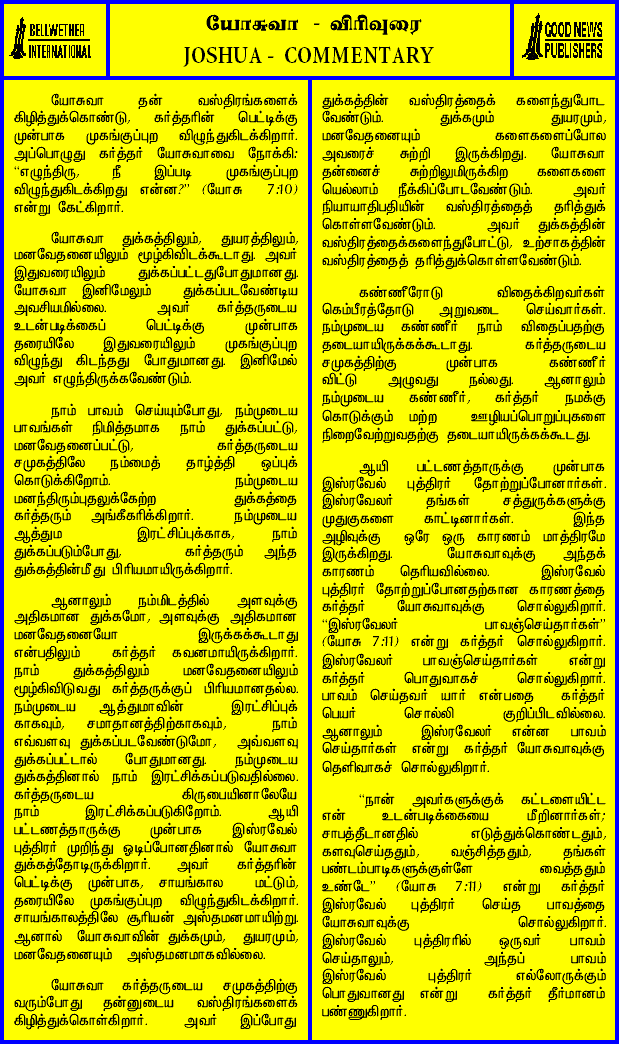 BELLWETHER
INTERNATIONAL
யோசுவா - விரிவுரை
JOSHUA - COMMENTARY
GOOD NEWS
PUBLISHERS
யோசுவா தன் வஸ்திரங்களைக்
கிழித்துக்கொண்டு, கர்த்தரின் பெட்டிக்கு
முன்பாக முகங்குப்புற விழுந்துகிடக்கிறார்.
அப்பொழுது கர்த்தர் யோசுவாவை நோக்கி:
“எழுந்திரு, நீ இப்படி முகங்குப்புற
விழுந்துகிடக்கிறது என்ன?” (யோசு 7:10)
என்று கேட்கிறார்.
யோசுவா துக்கத்திலும், துயரத்திலும்,
மனவேதனையிலும் மூழ்கிவிடக்கூடாது. அவர்
இதுவரையிலும் துக்கப்பட்டதுபோதுமானது.
யோசுவா இனிமேலும் துக்கப்படவேண்டிய
அவசியமில்லை. அவர் கர்த்தருடைய
உடன்படிக்கைப் பெட்டிக்கு முன்பாக
தரையிலே இதுவரையிலும் முகங்குப்புற
விழுந்து கிடந்தது போதுமானது. இனிமேல்
அவர் எழுந்திருக்கவேண்டும்.
நாம் பாவம் செய்யும்போது, நம்முடைய
பாவங்கள் நிமித்தமாக நாம் துக்கப்பட்டு,
மனவேதனைப்பட்டு, கர்த்தருடைய
சமுகத்திலே நம்மைத் தாழ்த்தி ஒப்புக்
கொடுக்கிறோம். நம்முடைய
மனந்திரும்புதலுக்கேற்ற துக்கத்தை
கர்த்தரும் அங்கீகரிக்கிறார். நம்முடைய
ஆத்தும இரட்சிப்புக்காக, நாம்
துக்கப்படும்போது, கர்த்தரும் அந்த
துக்கத்தின்மீது பிரியமாயிருக்கிறார்.
ஆனாலும் நம்மிடத்தில் அளவுக்கு
அதிகமான துக்கமோ, அளவுக்கு அதிகமான
மனவேதனையோ இருக்கக்கூடாது
என்பதிலும் கர்த்தர் கவனமாயிருக்கிறார்.
நாம் துக்கத்திலும் மனவேதனையிலும்
மூழ்கிவிடுவது கர்த்தருக்குப் பிரியமானதல்ல.
நம்முடைய ஆத்துமாவின் இரட்சிப்புக்
காகவும், சமாதானத்திற்காகவும், நாம்
எவ்வளவு துக்கப்படவேண்டுமோ, அவ்வளவு
துக்கப்பட்டால் போதுமானது. நம்முடைய
துக்கத்தினால் நாம் இரட்சிக்கப்படுவதில்லை.
கர்த்தருடைய கிருபையினாலேயே
நாம் இரட்சிக்கப்படுகிறோம். ஆயி
பட்டணத்தாருக்கு முன்பாக இஸ்ரவேல்
புத்திரர் முறிந்து ஓடிப்போனதினால் யோசுவா
துக்கத்தோடிருக்கிறார். அவர் கர்த்தரின்
பெட்டிக்கு முன்பாக, சாயங்கால மட்டும்,
தரையிலே முகங்குப்புற விழுந்துகிடக்கிறார்.
சாயங்காலத்திலே சூரியன் அஸ்தமனமாயிற்று.
ஆனால் யோசுவாவின் துக்கமும், துயரமும்,
மனவேதனையும் அஸ்தமனமாகவில்லை.
யோசுவா கர்த்தருடைய சமுகத்திற்கு
வரும்போது தன்னுடைய வஸ்திரங்களைக்
கிழித்துக்கொள்கிறார். அவர் இப்போது
துக்கத்தின் வஸ்திரத்தைக் களைந்துபோட
வேண்டும். துக்கமும் துயரமும்,
மனவேதனையும் களைகளைப்போல
அவரைச் சுற்றி இருக்கிறது. யோசுவா
தன்னைச் சுற்றிலுமிருக்கிற களைகளை
யெல்லாம் நீக்கிப்போடவேண்டும். அவர்
நியாயாதிபதியின் வஸ்திரத்தைத் தரித்துக்
கொள்ளவேண்டும். அவர் துக்கத்தின்
வஸ்திரத்தைக்களைந்துபோட்டு, உற்சாகத்தின்
வஸ்திரத்தைத் தரித்துக்கொள்ளவேண்டும்.
கண்ணீரோடு விதைக்கிறவர்கள்
கெம்பீரத்தோடு அறுவடை செய்வார்கள்.
நம்முடைய கண்ணீர் நாம் விதைப்பதற்கு
தடையாயிருக்கக்கூடாது. கர்த்தருடைய
சமுகத்திற்கு முன்பாக கண்ணீர்
விட்டு அழுவது நல்லது. ஆனாலும்
நம்முடைய கண்ணீர், கர்த்தர் நமக்கு
கொடுக்கும் மற்ற ஊழியப்பொறுப்புகளை
நிறைவேற்றுவதற்கு தடையாயிருக்கக்கூடது.
ஆயி பட்டணத்தாருக்கு முன்பாக
இஸ்ரவேல் புத்திரர் தோற்றுப்போனார்கள்.
இஸ்ரவேலர் தங்கள் சத்துருக்களுக்கு
முதுகுகளை காட்டினார்கள். இந்த
அழிவுக்கு ஒரே ஒரு காரணம் மாத்திரமே
இருக்கிறது. யோசுவாவுக்கு அந்தக்
காரணம் தெரியவில்லை. இஸ்ரவேல்
புத்திரர் தோற்றுப்போனதற்கான காரணத்தை
கர்த்தர் யோசுவாவுக்கு சொல்லுகிறார்.
“இஸ்ரவேலர் பாவஞ்செய்தார்கள்”
(யோசு 7:11) என்று கர்த்தர் சொல்லுகிறார்.
இஸ்ரவேலர் பாவஞ்செய்தார்கள் என்று
கர்த்தர் பொதுவாகச் சொல்லுகிறார்.
பாவம் செய்தவர் யார் என்பதை கர்த்தர்
பெயர் சொல்லி குறிப்பிடவில்லை.
ஆனாலும் இஸ்ரவேலர் என்ன பாவம்
செய்தார்கள் என்று கர்த்தர் யோசுவாவுக்கு
தெளிவாகச் சொல்லுகிறார்.
“நான் அவர்களுக்குக் கட்டளையிட்ட
என் உடன்படிக்கையை மீறினார்கள்;
சாபத்தீடானதில் எடுத்துக்கொண்டதும்,
களவுசெய்ததும், வஞ்சித்ததும், தங்கள்
பண்டம்பாடிகளுக்குள்ளே வைத்ததும்
உண்டே” (யோசு 7:11) என்று கர்த்தர்
இஸ்ரவேல் புத்திரர் செய்த பாவத்தை
யோசுவாவுக்கு சொல்லுகிறார்.
இஸ்ரவேல் புத்திரரில் ஒருவர் பாவம்
செய்தாலும், அந்தப் பாவம்
இஸ்ரவேல் புத்திரர் எல்லோருக்கும்
பொதுவானது என்று கர்த்தர் தீர்மானம்
பண்ணுகிறார்.